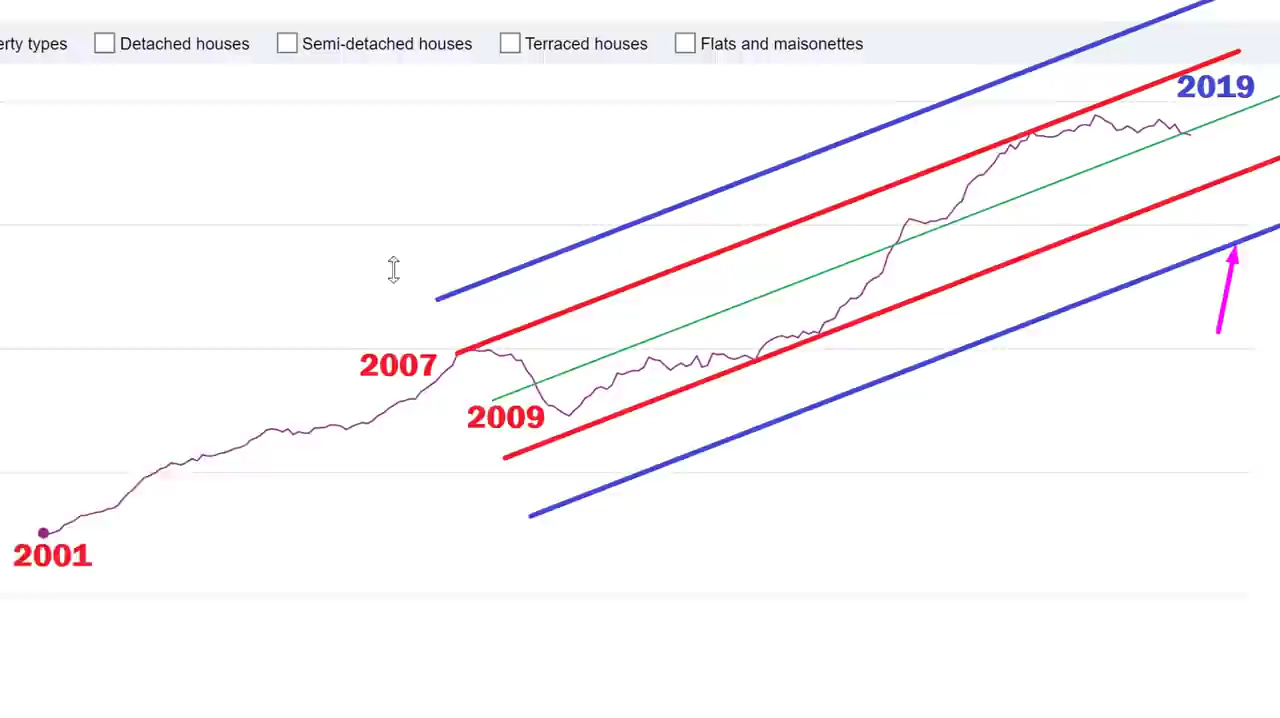 erty types Detached houses Semi-detached houses Terraced houses Flats and maisonettes
2019
2007
2009
2001